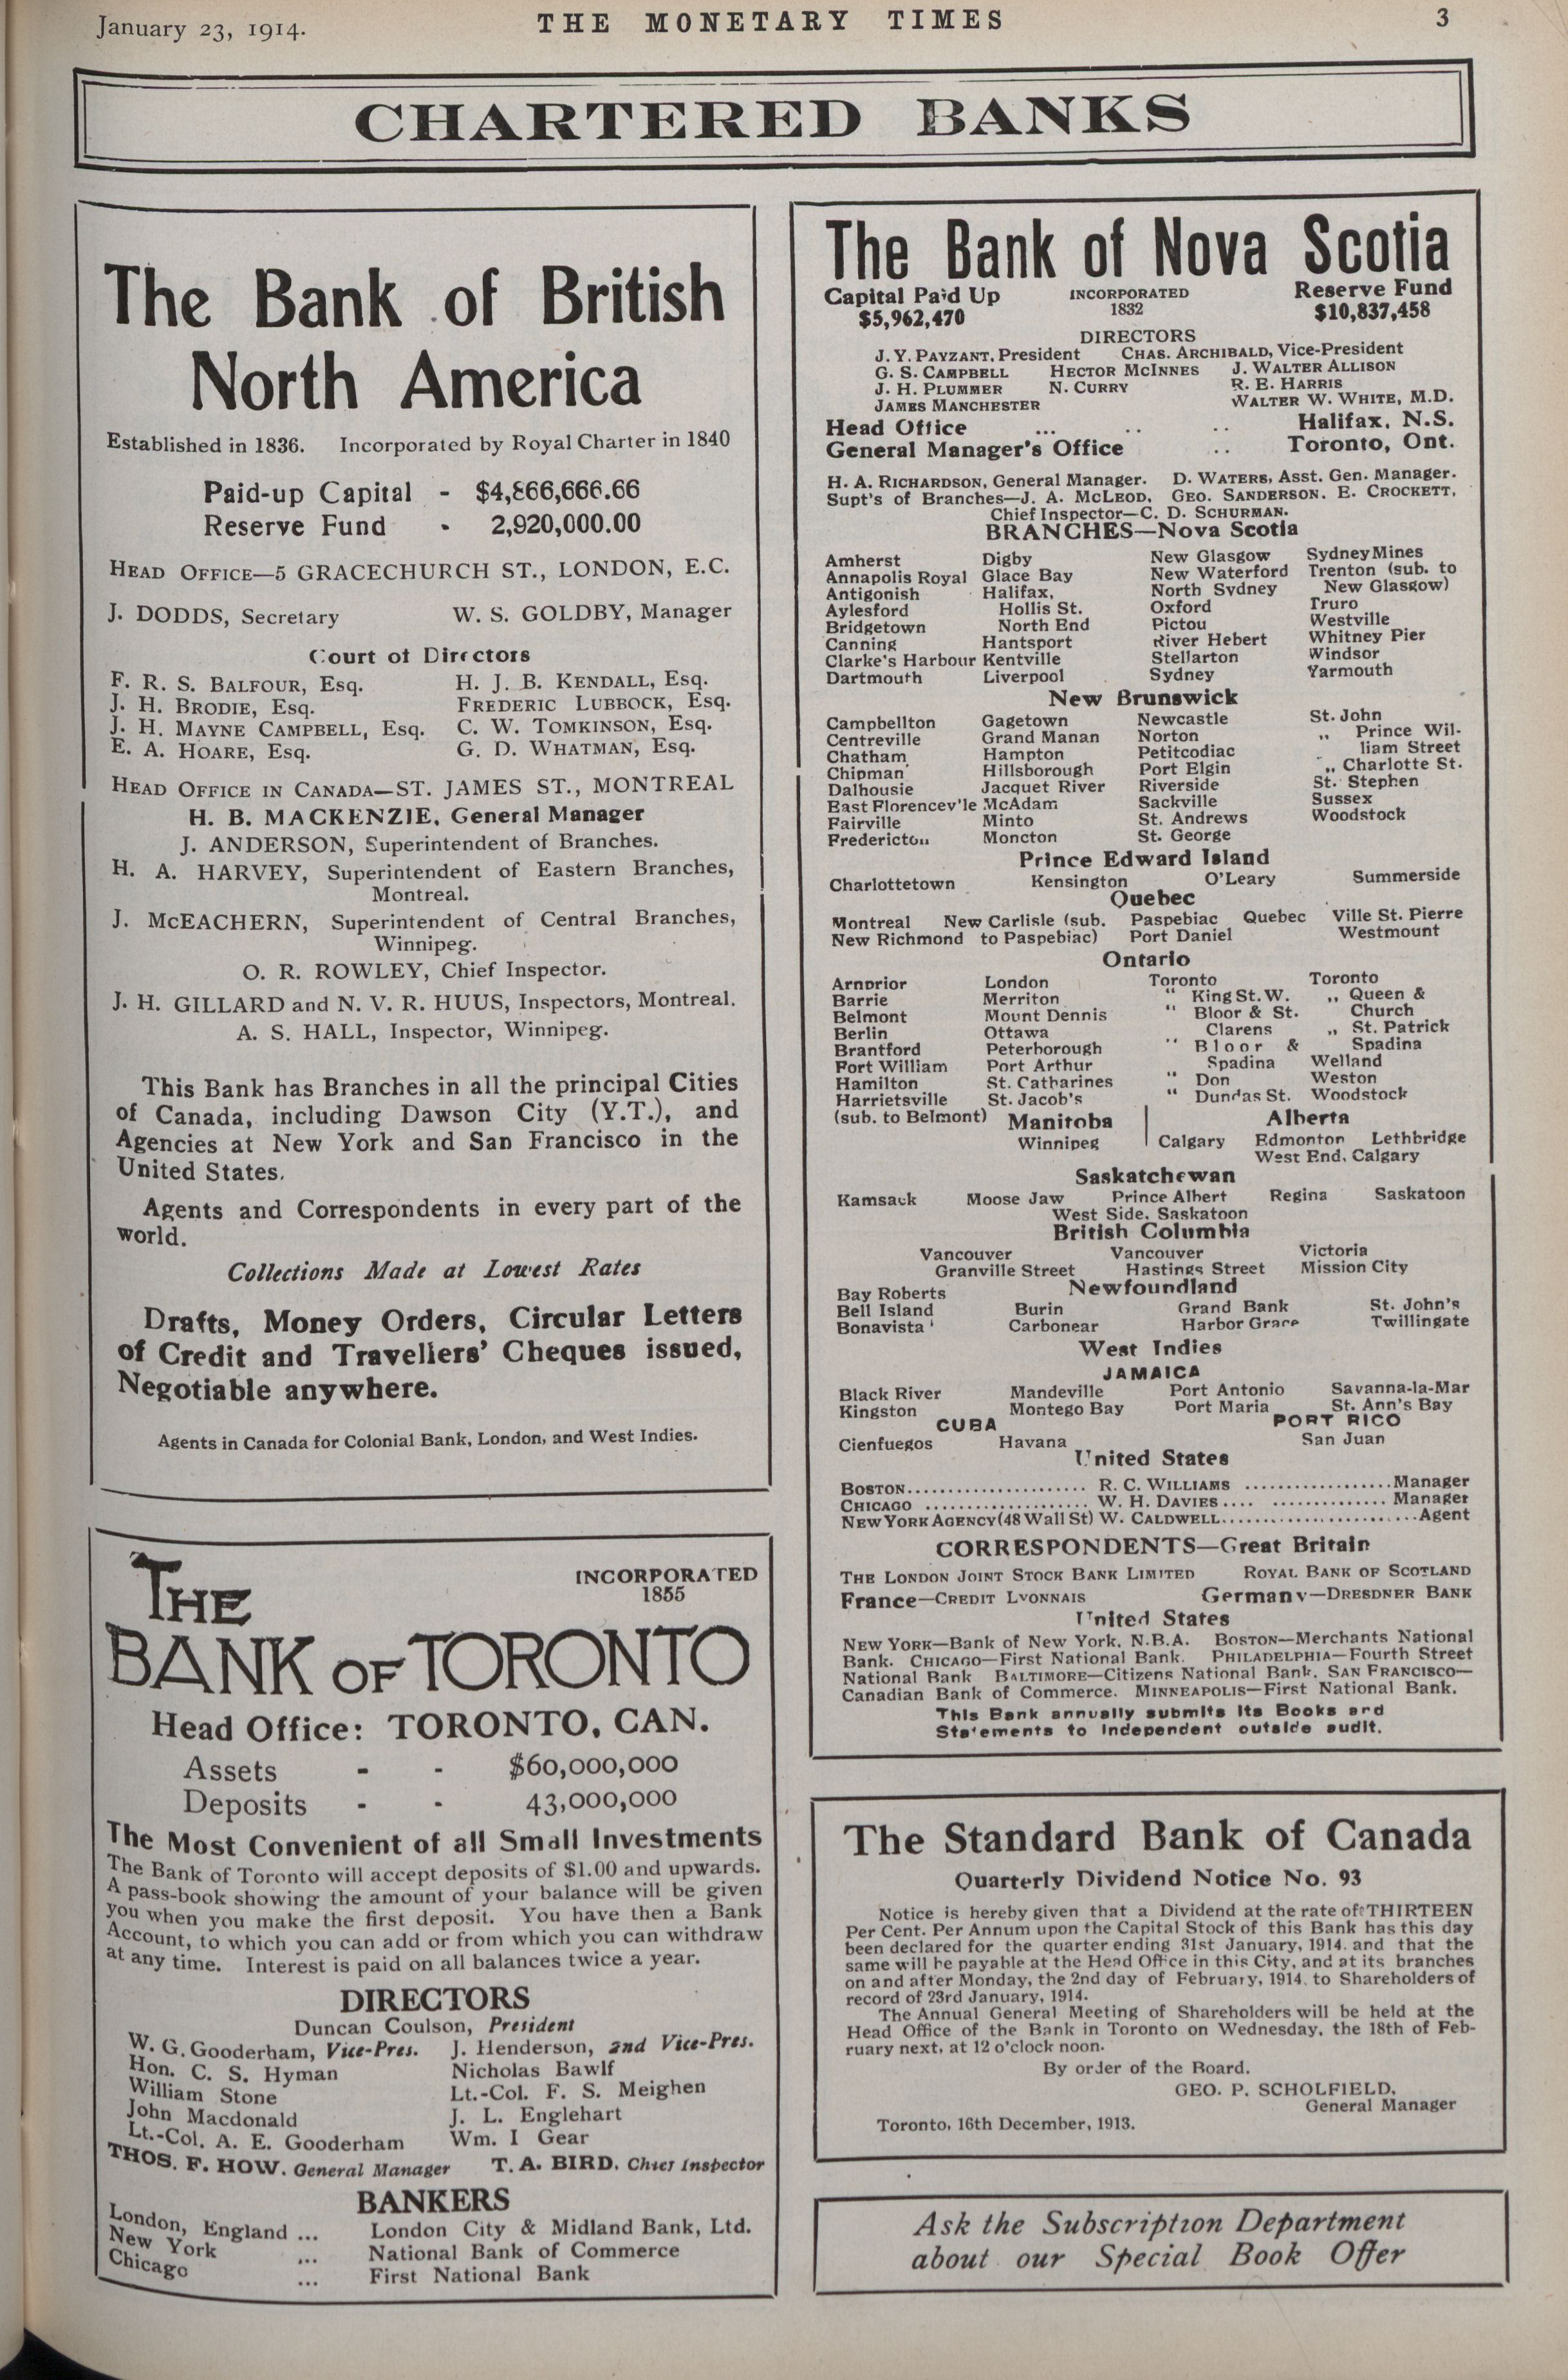 January 23, 1914.
THE MONETARY TIMES
3
CHARTERED BANKS
The Bank of British
North America
Established in 1836. Incorporated by Royal Charter in 1840
Paid-up Capital - $4,866,666.66
Reserve Fund - 2,920,000.00
HEAD OFFICE—5 GRACECHURCH ST., LONDON, E.C.
J. DODDS, Secretary W. S. GOLDBY, Manager
Court of Directors
F. R. S. BALFOUR, Esq. H. J. B. KENDALL, Esq.
J. H. BRODIE, Esq. FREDERIC LUBBOCK, Esq.
J. H. MAYNE CAMPBELL, Esq. C. W. TOMKINSON, Esq.
E. A. HOARE, Esq. G. D. WHATMAN, Esq.
HEAD OFFICE IN CANADA—ST. JAMES ST., MONTREAL
H. B. MACKENZIE, General Manager
J. ANDERSON, Superintendent of Branches.
H. A. HARVEY, Superintendent of Eastern Branches,
Montreal.
J. McEACHERN, Superintendent of Central Branches,
Winnipeg.
O. R. ROWLEY, Chief Inspector.
J. H. GILLARD and N. V. R. HUUS, Inspectors, Montreal.
A. S. HALL, Inspector, Winnipeg.
This Bank has Branches in all the principal Cities
of Canada, including Dawson City (Y.T.), and
Agencies at New York and San Francisco in the
United States.
Agents and Correspondents in every part of the
world.
Collections Made at Lowest Rates
Drafts, Money Orders, Circular Letters
of Credit and Travellers' Cheques issued,
Negotiable anywhere.
Agents in Canada for Colonial Bank, London, and West Indies.
THE
INCORPORATED
1855
BANK OF TORONTO
Head Office: TORONTO, CAN.
Assets - - $60,000,000
Deposits - - 43,000,000
The Most Convenient of all Small Investments
The Bank of Toronto will accept deposits of $1.00 and upwards.
A pass-book showing the amount of your balance will be given
you when you make the first deposit. You have then a Bank
Account, to which you can add or from which you can withdraw
at any time. Interest is paid on all balances twice a year.
DIRECTORS
Duncan Coulson, President
W. G. Gooderham, Vice-Pres. J. Henderson, 2nd Vice-Pres.
Hon. C. S. Hyman Nicholas Bawlf
William Stone Lt.-Col. F. S. Meighen
John Macdonald J. L. Englehart
Lt.-Col. A. E. Gooderham Wm. I Gear
THOS. F. HOW. General Manager T. A. BIRD. Chief Inspector
BANKERS
London, England ... London City & Midland Bank, Ltd.
New York ... National Bank of Commerce
Chicago ... First National Bank
The Bank of Nova Scotia
Capital Paid Up INCORPORATED Reserve Fund
$5,962,470 1832 $10,837,458
DIRECTORS
J. Y. PAYZANT, President CHAS. ARCHIBALD, Vice-President
G. S. CAMPBELL HECTOR McINNES J. WALTER ALLISON
J. H. PLUMMER N. CURRY R. E. HARRIS
JAMES MANCHESTER WALTER W. WHITE, M.D.
Head Office ... .. .. Halifax, N.S.
General Manager's Office .. Toronto, Ont.
H. A. RICHARDSON, General Manager. D. WATERS, Asst. Gen. Manager.
Supt's of Branches—J. A. McLEOD, GEO. SANDERSON. E. CROCKETT,
Chief Inspector—C. D. SCHURMAN.
BRANCHES—Nova Scotia
Amherst Digby New Glasgow Sydney Mines
Annapolis Royal Glace Bay New Waterford Trenton (sub. to
Antigonish Halifax, North Sydney New Glasgow)
Aylesford Hollis St. Oxford Truro
Bridgetown North End Pictou Westville
Canning Hantsport River Hebert Whitney Pier
Clarke's Harbour Kentville Stellarton Windsor
Dartmouth Liverpool Sydney Yarmouth
New Brunswick
Campbellton Gagetown Newcastle St. John
Centreville Grand Manan Norton „ Prince Wil-
Chatham Hampton Petitcodiac liam Street
Chipman Hillsborough Port Elgin „ Charlotte St.
Dalhousie Jacquet River Riverside St. Stephen
East Florencev'le McAdam Sackville Sussex
Fairville Minto St. Andrews Woodstock
Fredericton Moncton St. George
Prince Edward Island
Charlottetown Kensington O'Leary Summerside
Quebec
Montreal New Carlisle (sub. Paspebiac Quebec Ville St. Pierre
New Richmond to Paspebiac) Port Daniel Westmount
Ontario
Arnprior London Toronto Toronto
Barrie Merriton " King St. W. „ Queen &
Belmont Mount Dennis " Bloor & St. Church
Berlin Ottawa Clarens „ St. Patrick
Brantford Peterborough " Bloor & Spadina
Fort William Port Arthur Spadina Welland
Hamilton St. Catharines " Don Weston
Harrietsville St. Jacob's " Dundas St. Woodstock
(sub. to Belmont) Manitoba Alberta
Winnipeg Calgary Edmonton Lethbridge
West End, Calgary
Saskatchewan
Kamsack Moose Jaw Prince Albert Regina Saskatoon
West Side, Saskatoon
British Columbia
Vancouver Vancouver Victoria
Granville Street Hastings Street Mission City
Newfoundland
Bay Roberts
Bell Island Burin Grand Bank St. John's
Bonavista Carbonear Harbor Grace Twillingate
West Indies
JAMAICA
Black River Mandeville Port Antonio Savanna-la-Mar
Kingston Montego Bay Port Maria St. Ann's Bay
CUBA PORT RICO
Cienfuegos Havana San Juan
United States
BOSTON...................... R. C. WILLIAMS ..................Manager
CHICAGO .................... W. H. DAVIES.... .............. Manager
NEW YORK AGENCY (48 Wall St) W. CALDWELL........................Agent
CORRESPONDENTS—Great Britain
THE LONDON JOINT STOCK BANK LIMITED ROYAL BANK OF SCOTLAND
France—CREDIT LYONNAIS Germany—DRESDNER BANK
United States
NEW YORK—Bank of New York, N.B.A. BOSTON—Merchants National
Bank. CHICAGO—First National Bank. PHILADELPHIA—Fourth Street
National Bank BALTIMORE—Citizens National Bank. SAN FRANCISCO—
Canadian Bank of Commerce. MINNEAPOLIS—First National Bank.
This Bank annually submits its Books and
Statements to independent outside audit.
The Standard Bank of Canada
Quarterly Dividend Notice No. 93
Notice is hereby given that a Dividend at the rate of THIRTEEN
Per Cent. Per Annum upon the Capital Stock of this Bank has this day
been declared for the quarter ending 31st January, 1914. and that the
same will be payable at the Head Office in this City, and at its branches
on and after Monday, the 2nd day of February, 1914, to Shareholders of
record of 23rd January, 1914.
The Annual General Meeting of Shareholders will be held at the
Head Office of the Bank in Toronto on Wednesday, the 18th of Feb-
ruary next, at 12 o'clock noon.
By order of the Board.
GEO. P. SCHOLFIELD,
General Manager
Toronto, 16th December, 1913.
Ask the Subscription Department
about our Special Book Offer